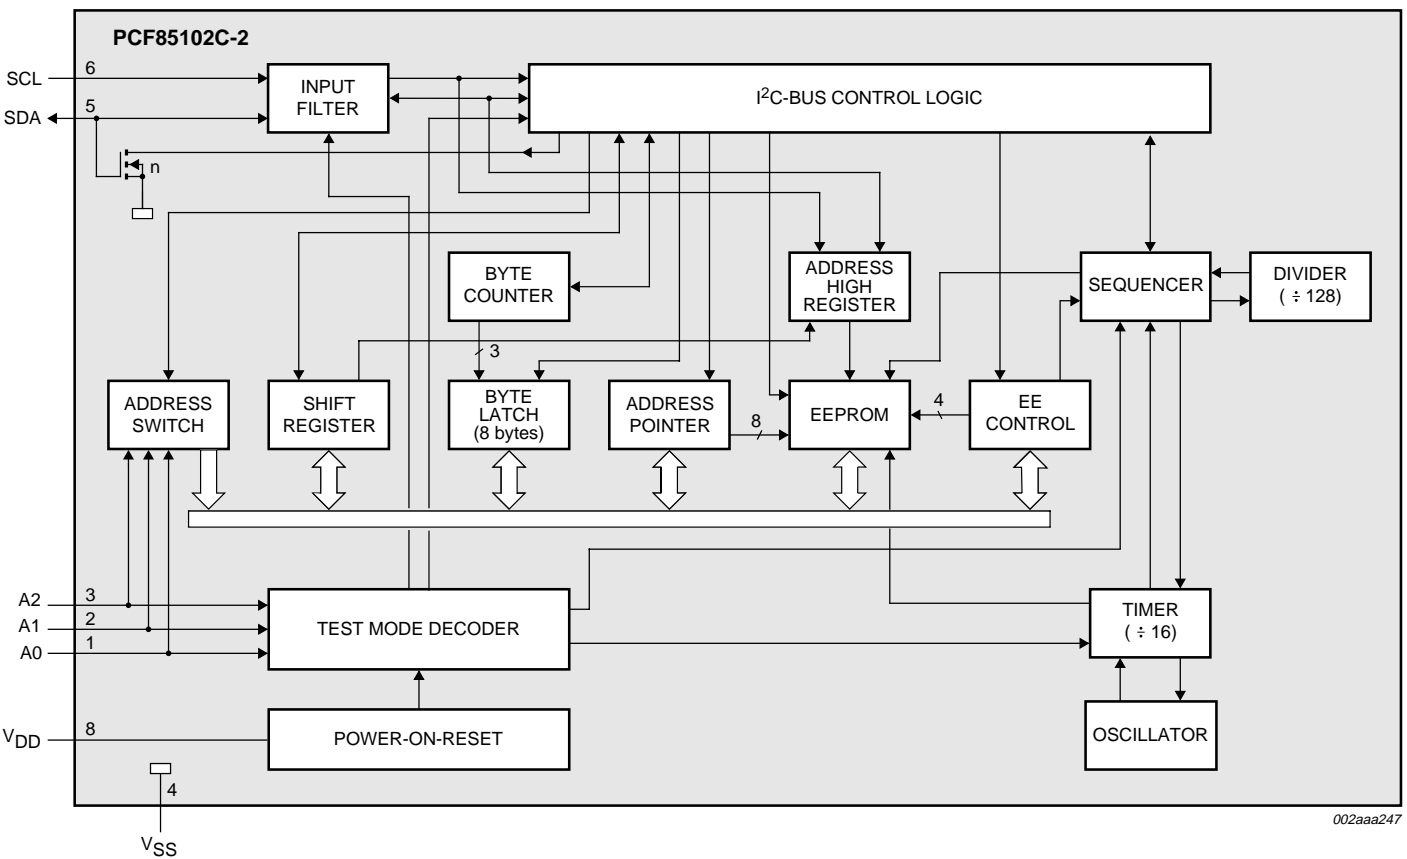 PCF85102C-2
SCL
6
INPUT
FILTER
I2C-BUS CONTROL LOGIC
SDA
5
n
BYTE
COUNTER
ADDRESS
HIGH
REGISTER
SEQUENCER
DIVIDER
( ÷ 128)
3
ADDRESS
SWITCH
SHIFT
REGISTER
BYTE
LATCH
(8 bytes)
ADDRESS
POINTER
8
EEPROM
4
EE
CONTROL
A2
3
A1
2
A0
1
TEST MODE DECODER
TIMER
( ÷ 16)
VDD
8
POWER-ON-RESET
OSCILLATOR
4
VSS
002aaa247